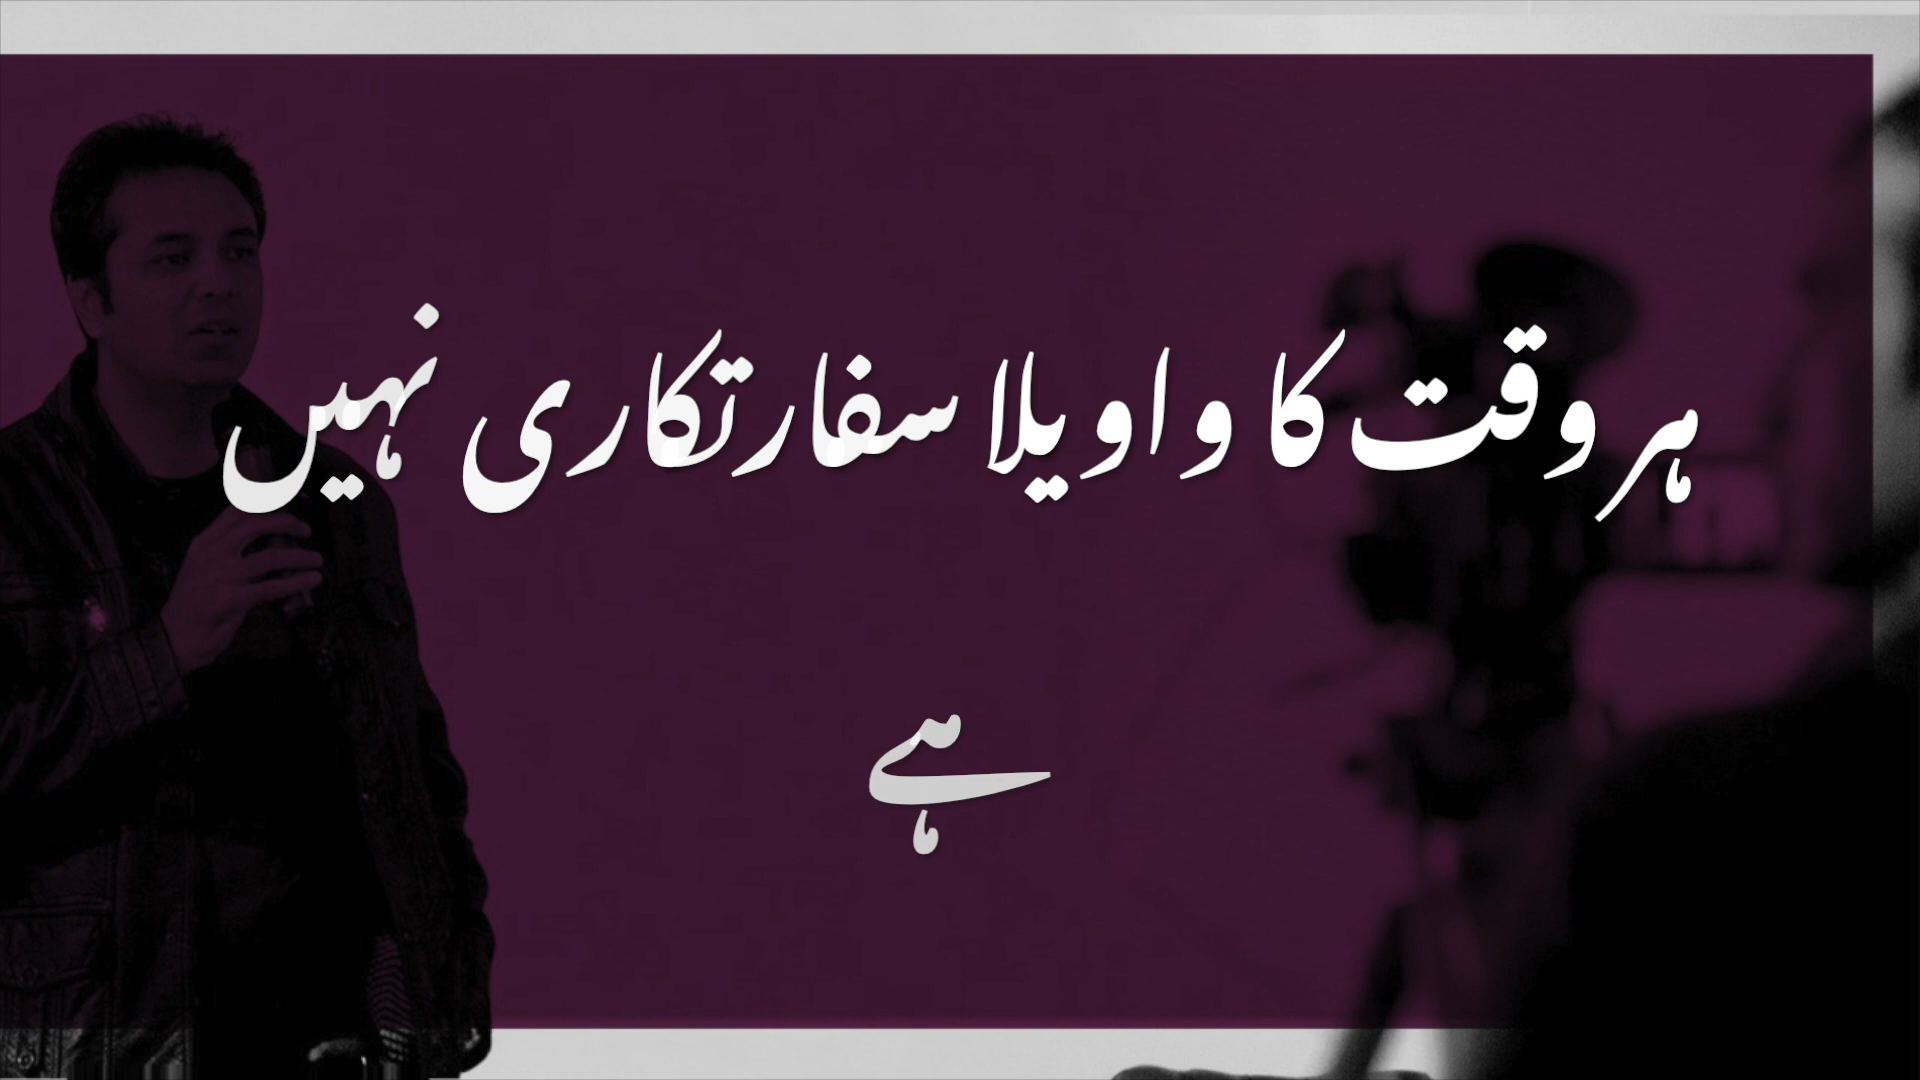 ہر وقت کا واویلا سفارتکاری نہیں
ہے